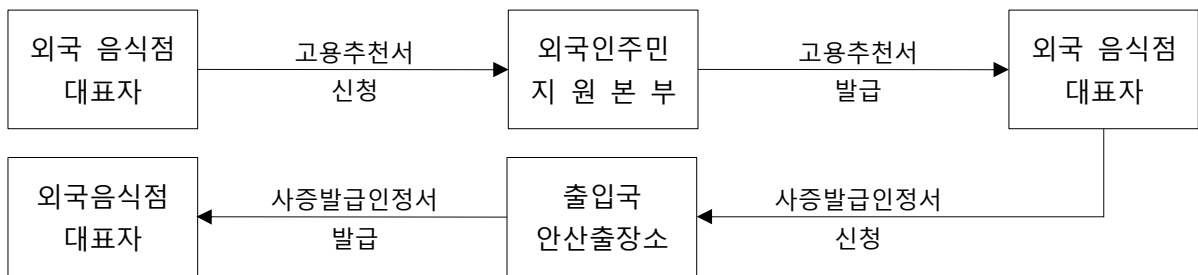 외국 음식점
대표자
고용추천서
신청
외국인주민
지 원 본 부
고용추천서
발급
외국 음식점
대표자
사증발급인정서
신청
출입국
안산출장소
사증발급인정서
발급
외국음식점
대표자